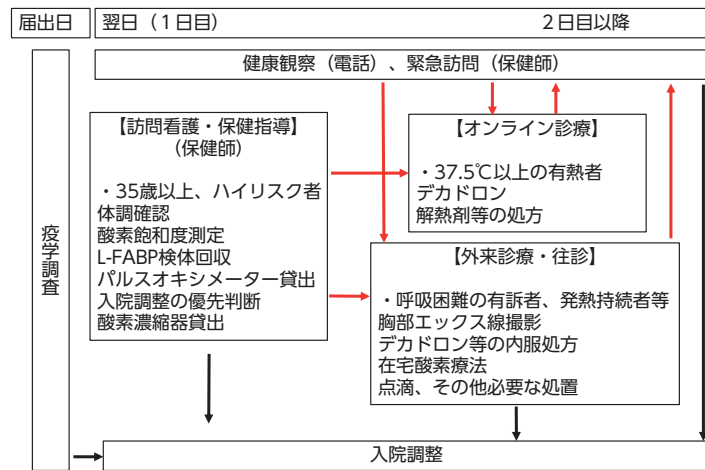 届出日
翌日(1日目)
2日目以降
健康観察(電話)、緊急訪問(保健師)
疫学調査
【訪問看護・保健指導】
(保健師)
・35歳以上、ハイリスク者
体調確認
酸素飽和度測定
L-FABP検体回収
パルスオキシメーター貸出
入院調整の優先判断
酸素濃縮器貸出
【オンライン診療】
・37.5℃以上の有熱者
デカドロン
解熱剤等の処方
【外来診療・往診】
・呼吸困難の有訴者、発熱持続者等
胸部エックス線撮影
デカドロン等の内服処方
在宅酸素療法
点滴、その他必要な処置
入院調整